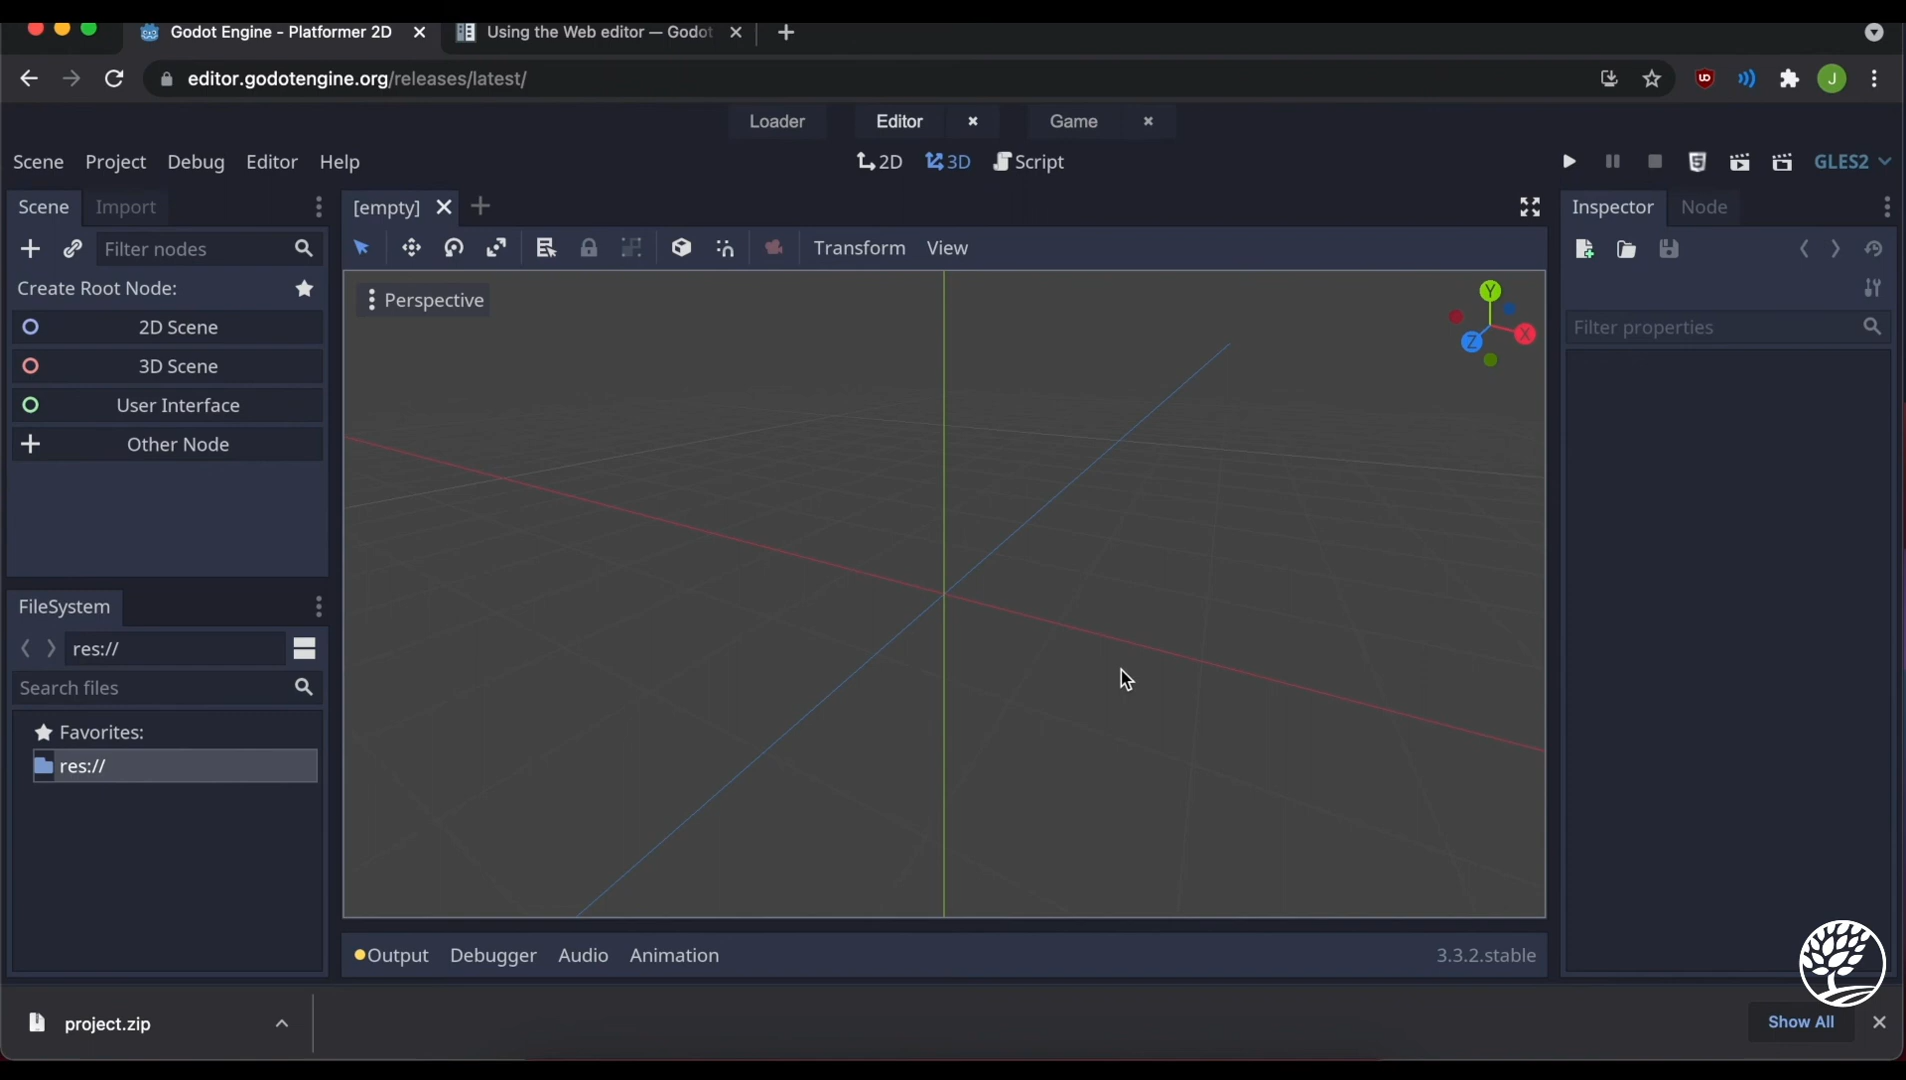 Godot Engine - Platformer 2D
Using the Web editor — Godot
editor.godotengine.org/releases/latest/
UD
J
Loader
Editor
Game
Scene Project Debug Editor Help
2D 3D Script
GLES2
Scene Import
[empty]
Inspector Node
Filter nodes
Transform View
Create Root Node:
Perspective
Y
X
Z
2D Scene
Filter properties
3D Scene
User Interface
Other Node
FileSystem
res://
Search files
Favorites:
res://
Output Debugger Audio Animation
3.3.2.stable
project.zip
Show All